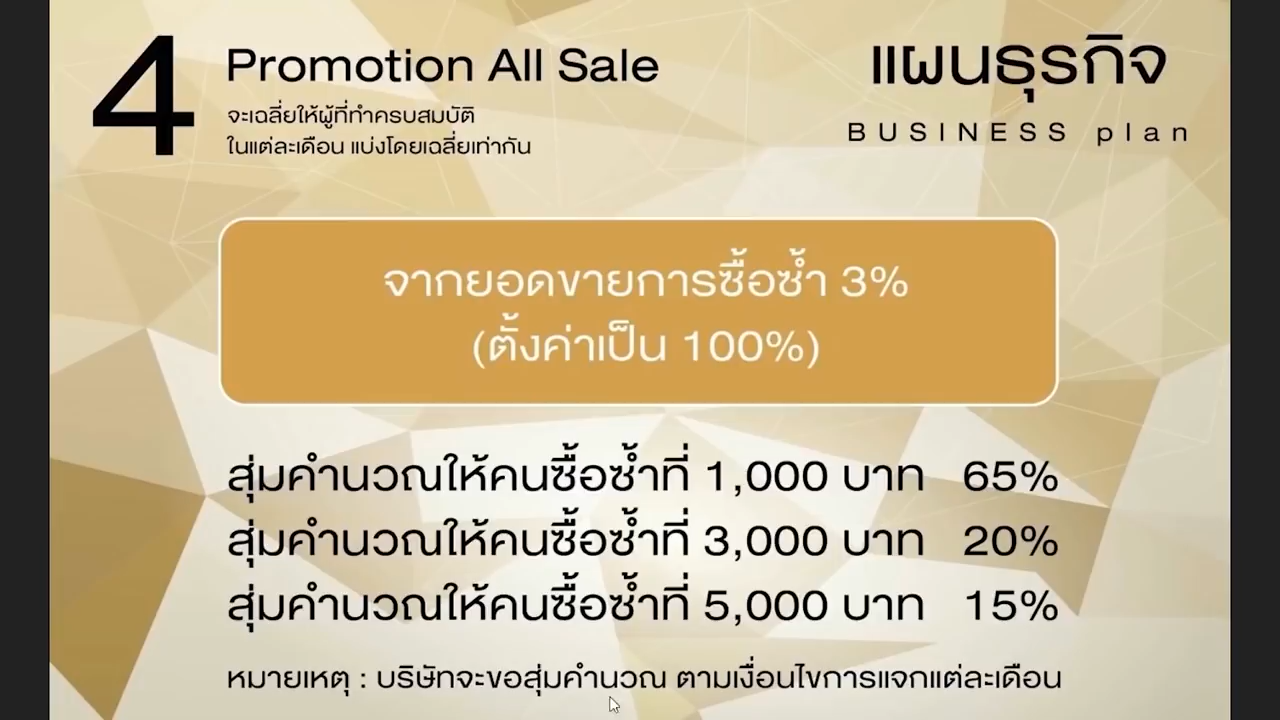 4
Promotion All Sale
จะเฉลี่ยให้ผู้ที่ทำครบสมบัติ
ในแต่ละเดือน แบ่งโดยเฉลี่ยเท่ากัน
แผนธุรกิจ
BUSINESS plan
จากยอดขายการซื้อซ้ำ 3%
(ตั้งค่าเป็น 100%)
สุ่มคำนวณให้คนซื้อซ้ำที่ 1,000 บาท 65%
สุ่มคำนวณให้คนซื้อซ้ำที่ 3,000 บาท 20%
สุ่มคำนวณให้คนซื้อซ้ำที่ 5,000 บาท 15%
หมายเหตุ : บริษัทจะขอสุ่มคำนวณ ตามเงื่อนไขการแจกแต่ละเดือน